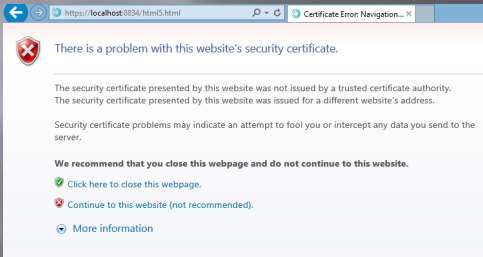 https://localhost:8834/html5.html
Certificate Error: Navigation...
There is a problem with this website's security certificate.
The security certificate presented by this website was not issued by a trusted certificate authority.
The security certificate presented by this website was issued for a different website's address.
Security certificate problems may indicate an attempt to fool you or intercept any data you send to the
server.
We recommend that you close this webpage and do not continue to this website.
Click here to close this webpage.
Continue to this website (not recommended).
More information